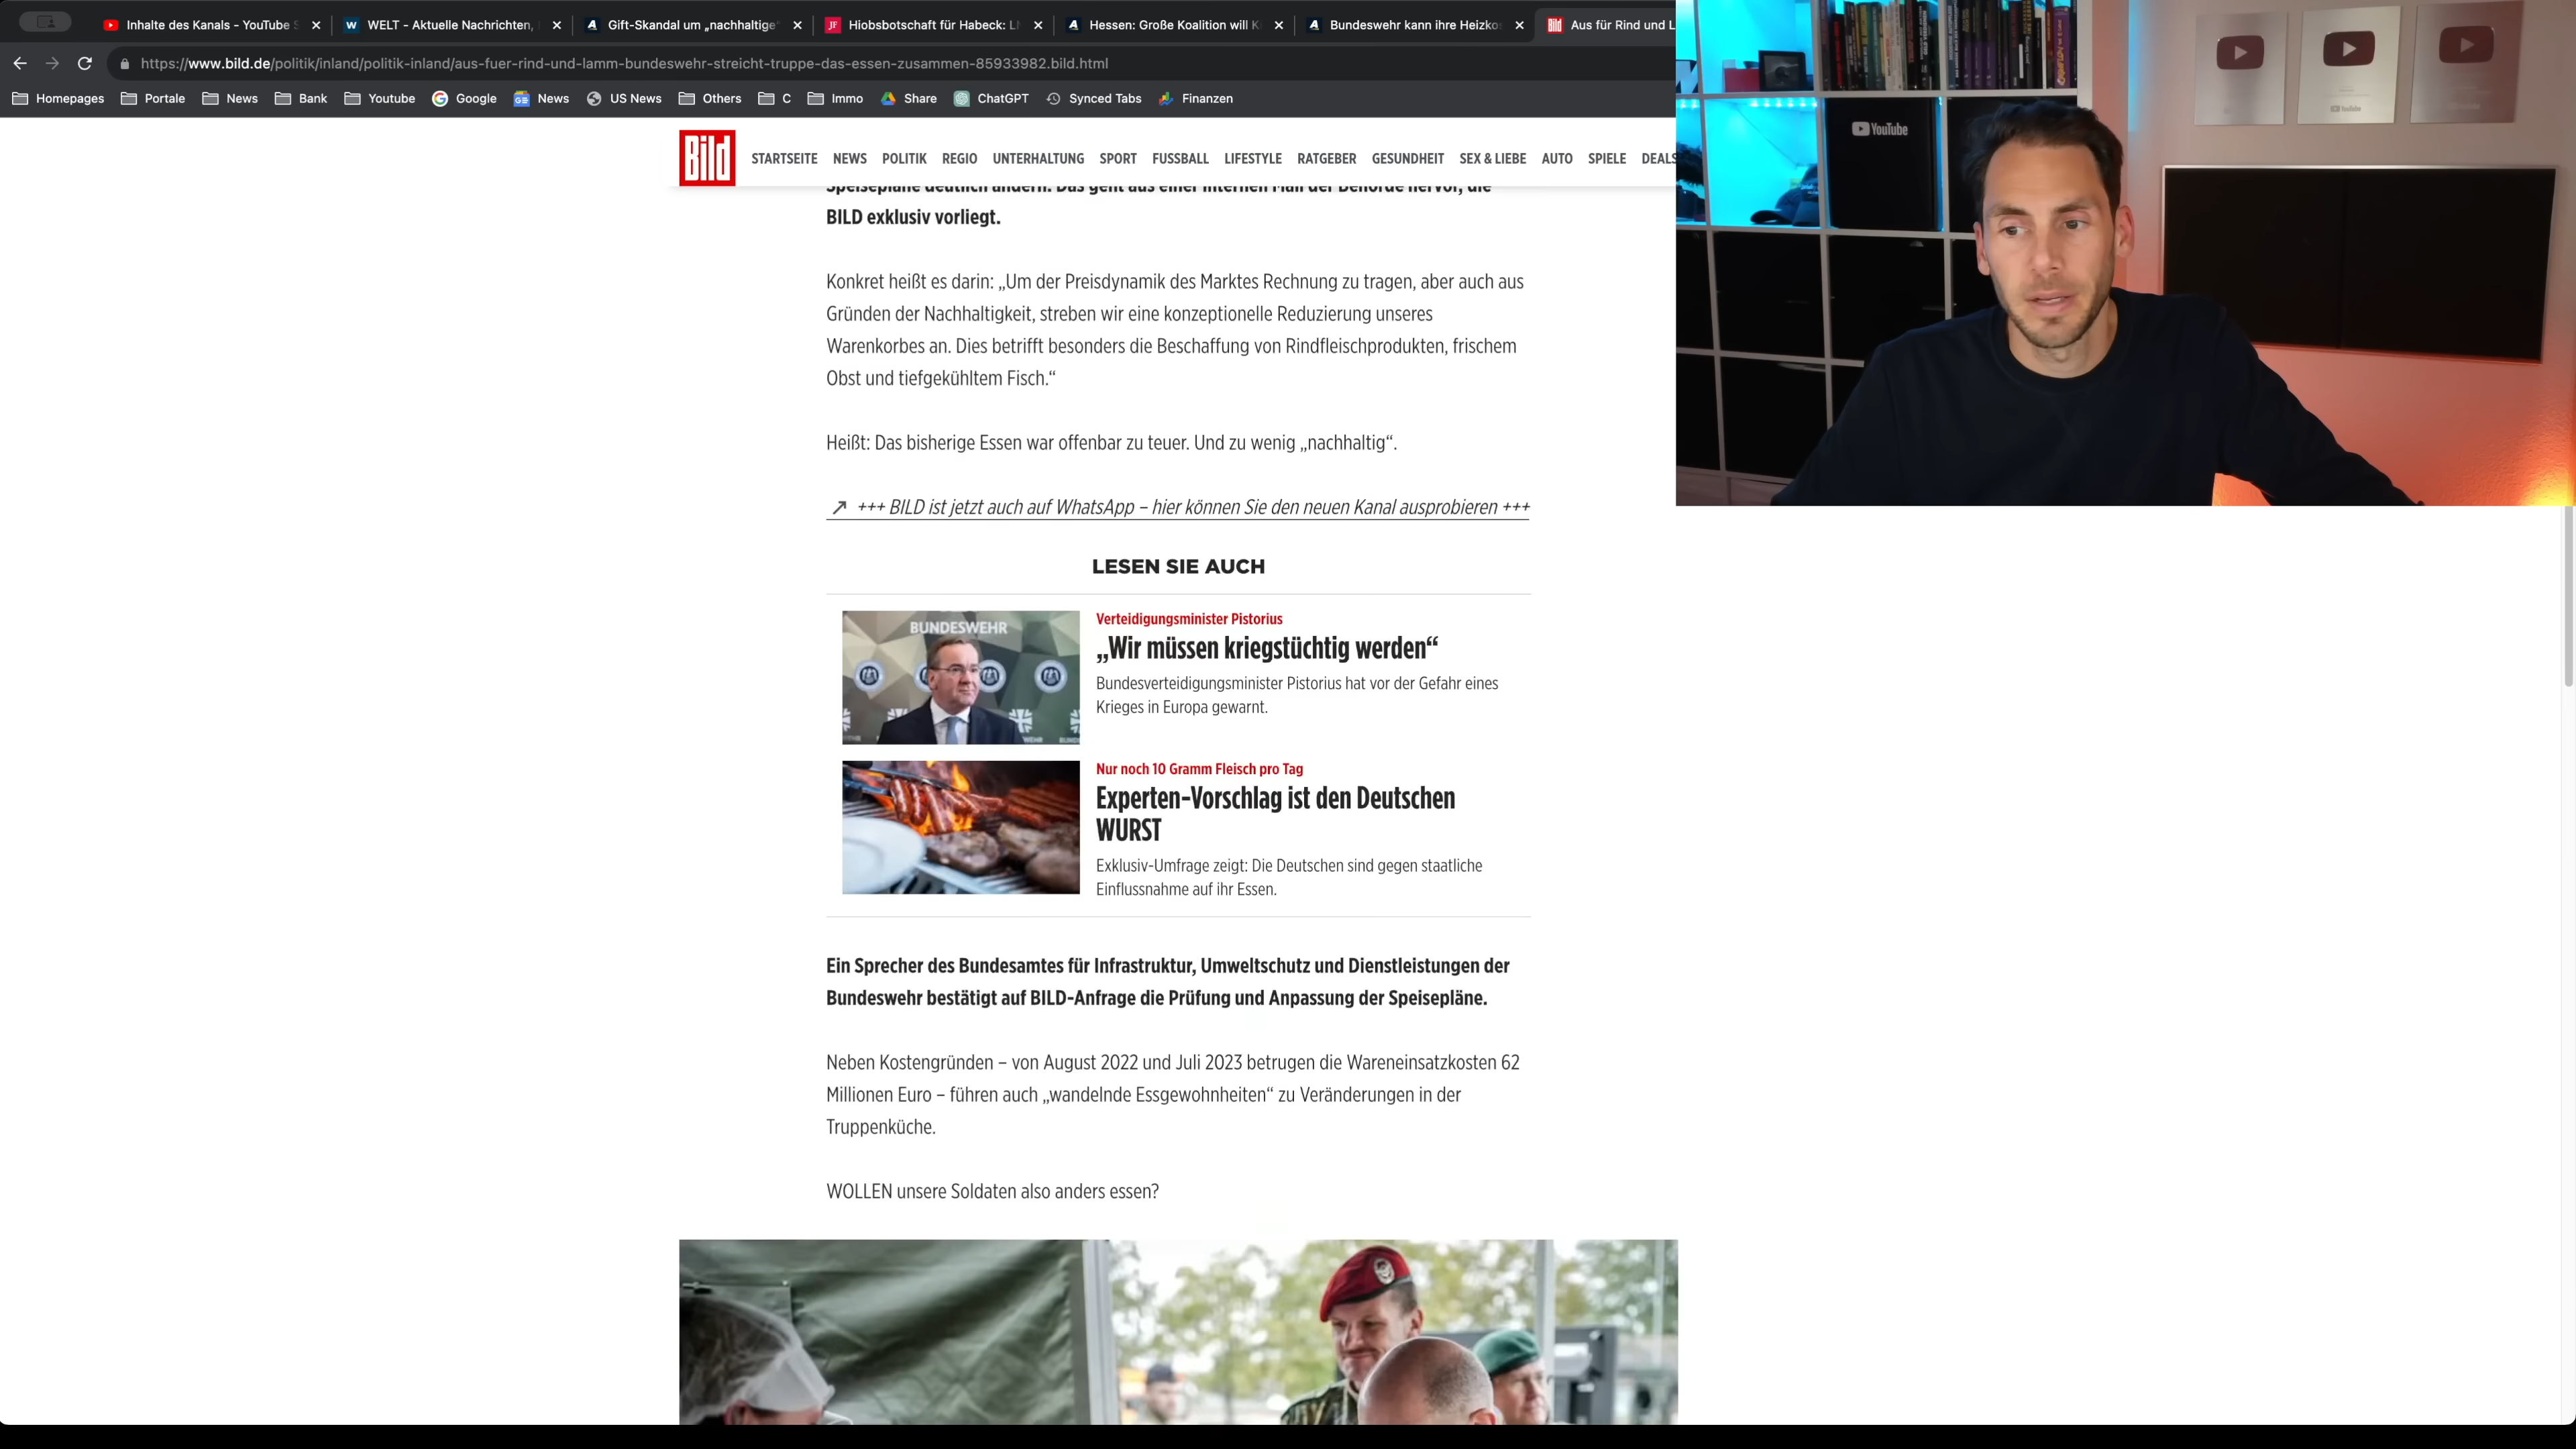 Inhalte des Kanals - YouTube S
WELT - Aktuelle Nachrichten,
Gift-Skandal um „nachhaltige"
Hiobsbotschaft für Habeck: LN
Hessen: Große Koalition will K
Bundeswehr kann ihre Heizkos
Aus für Rind und L
https://www.bild.de/politik/inland/politik-inland/aus-fuer-rind-und-lamm-bundeswehr-streicht-truppe-das-essen-zusammen-85933982.bild.html
Homepages Portale News Bank Youtube Google News US News Others C Immo Share ChatGPT Synced Tabs Finanzen
YouTube
Bild STARTSEITE NEWS POLITIK REGIO UNTERHALTUNG SPORT FUSSBALL LIFESTYLE RATGEBER GESUNDHEIT SEX & LIEBE AUTO SPIELE DEALS
Speisepläne deutlich ändern. Das geht aus einer internen Mail der Behörde hervor, die
BILD exklusiv vorliegt.
Konkret heißt es darin: „Um der Preisdynamik des Marktes Rechnung zu tragen, aber auch aus
Gründen der Nachhaltigkeit, streben wir eine konzeptionelle Reduzierung unseres
Warenkorbes an. Dies betrifft besonders die Beschaffung von Rindfleischprodukten, frischem
Obst und tiefgekühltem Fisch.“
Heißt: Das bisherige Essen war offenbar zu teuer. Und zu wenig „nachhaltig“.
+++ BILD ist jetzt auch auf WhatsApp – hier können Sie den neuen Kanal ausprobieren +++
LESEN SIE AUCH
BUNDESWEHR
Verteidigungsminister Pistorius
„Wir müssen kriegstüchtig werden“
Bundesverteidigungsminister Pistorius hat vor der Gefahr eines
Krieges in Europa gewarnt.
Nur noch 10 Gramm Fleisch pro Tag
Experten-Vorschlag ist den Deutschen
WURST
Exklusiv-Umfrage zeigt: Die Deutschen sind gegen staatliche
Einflussnahme auf ihr Essen.
Ein Sprecher des Bundesamtes für Infrastruktur, Umweltschutz und Dienstleistungen der
Bundeswehr bestätigt auf BILD-Anfrage die Prüfung und Anpassung der Speisepläne.
Neben Kostengründen – von August 2022 und Juli 2023 betrugen die Wareneinsatzkosten 62
Millionen Euro – führen auch „wandelnde Essgewohnheiten“ zu Veränderungen in der
Truppenküche.
WOLLEN unsere Soldaten also anders essen?